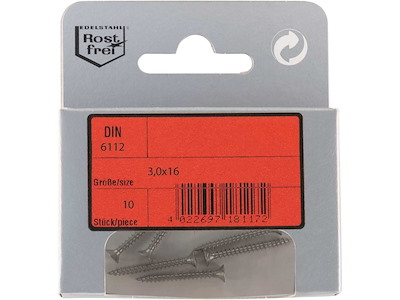 EDELSTAHL
Rost
frei
DIN
6112
3,0x16
Größe/size
10
Stück/piece
4 022697 181172